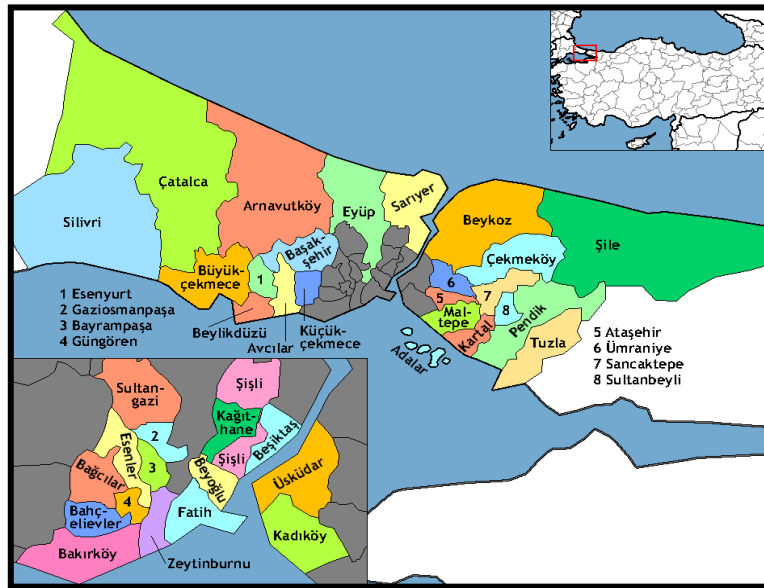 Çatalca
Silivri
Arnavutköy
Eyüp
Sarıyer
Büyük-
çekmece
Başak-
şehir
1
Beylikdüzü
Avcılar
Küçük-
çekmece
Beykoz
Şile
Çekmeköy
6
5
7
8
Mal-
tepe
Kartal
Pendik
Tuzla
Adalar
1 Esenyurt
2 Gaziosmanpaşa
3 Bayrampaşa
4 Güngören
5 Ataşehir
6 Ümraniye
7 Sancaktepe
8 Sultanbeyli
Sultan-
gazi
Şişli
Kağıt-
hane
Beşiktaş
Şişli
2
Esenler
3
Bağcılar
4
Beyoğlu
Üsküdar
Bahç-
elievler
Fatih
Kadıköy
Bakırköy
Zeytinburnu